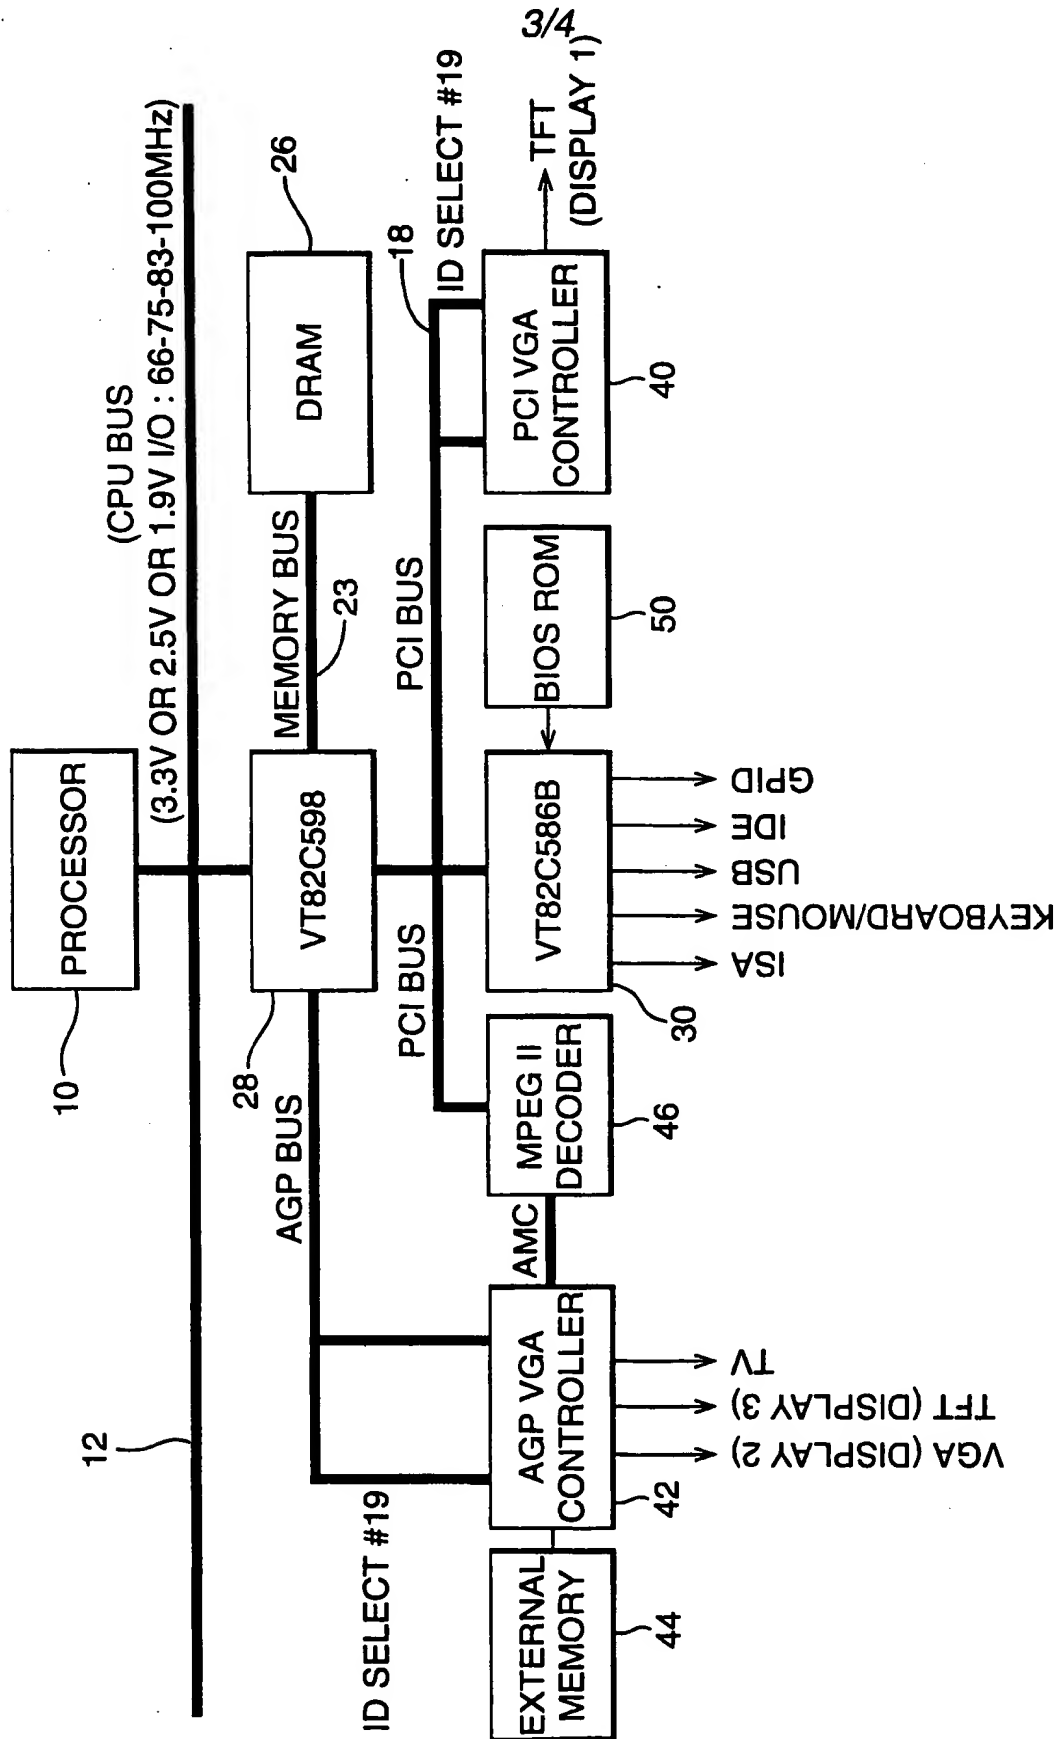 3/4
PROCESSOR
10
12
(CPU BUS
(3.3V OR 2.5V OR 1.9V I/O : 66-75-83-100MHz)
28
VT82C598
MEMORY BUS
23
DRAM
26
AGP BUS
ID SELECT #19
PCI BUS
PCI BUS
18
ID SELECT #19
EXTERNAL
MEMORY
44
AGP VGA
CONTROLLER
42
AMC
MPEG II
DECODER
46
VT82C586B
30
BIOS ROM
50
PCI VGA
CONTROLLER
40
TFT
(DISPLAY 1)
VGA (DISPLAY 2)
TFT (DISPLAY 3)
TV
ISA
KEYBOARD/MOUSE
USB
IDE
GPID